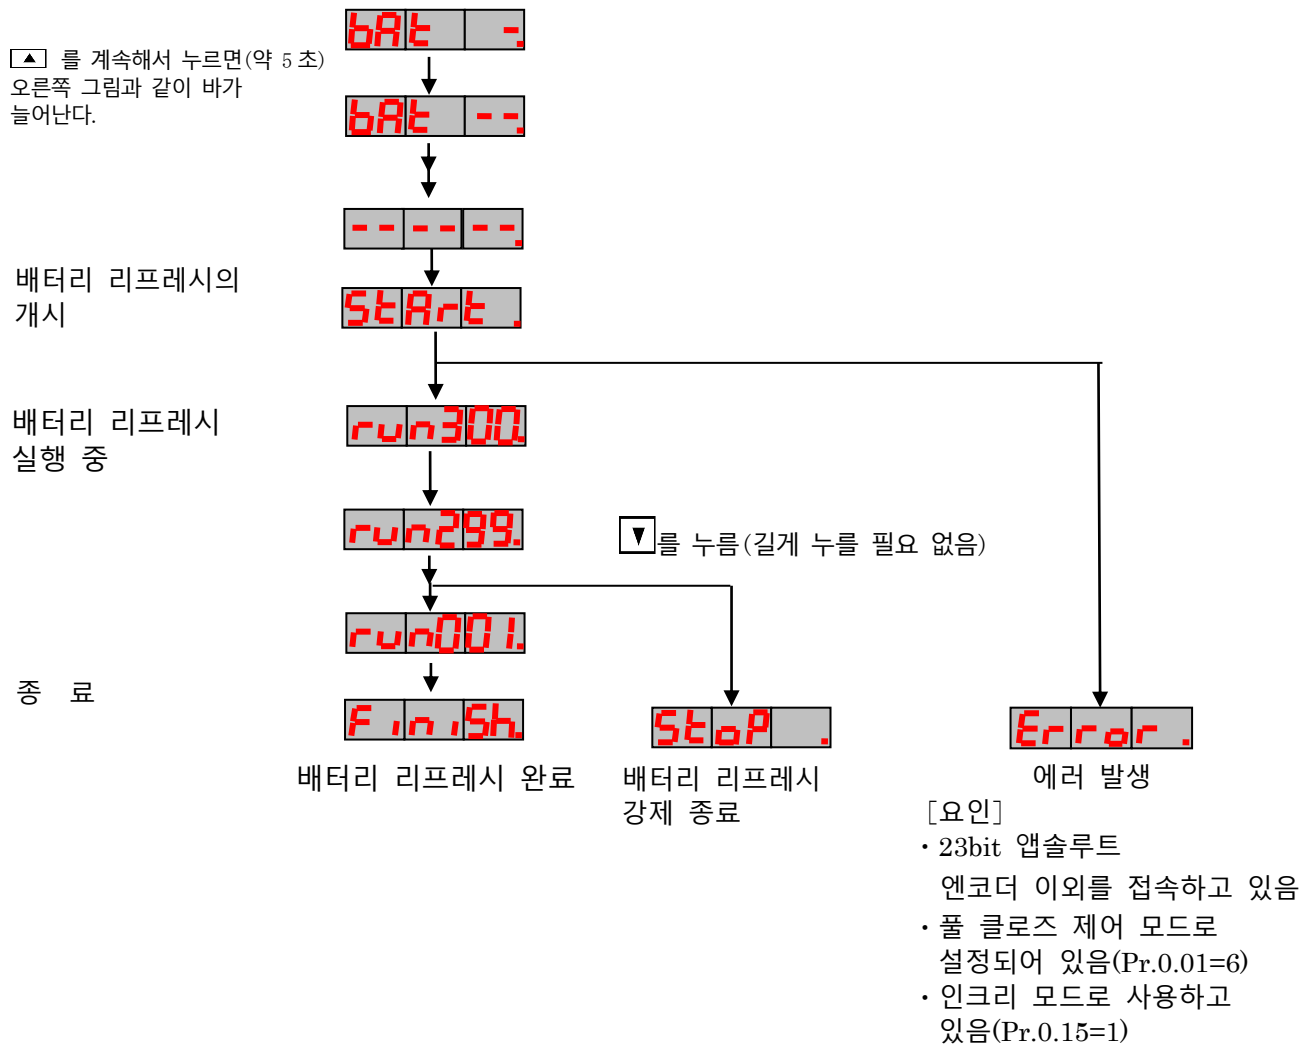 bAt -.
▲ 를 계속해서 누르면(약 5초)
오른쪽 그림과 같이 바가
늘어난다.
bAt --.
------.
배터리 리프레시의
개시
StArt .
배터리 리프레시
실행 중
run300.
run299.
▼를 누름(길게 누를 필요 없음)
run001.
종 료
FiniSh.
StoP .
Error .
배터리 리프레시 완료
배터리 리프레시
강제 종료
에러 발생
[요인]
・23bit 앱솔루트
엔코더 이외를 접속하고 있음
・풀 클로즈 제어 모드로
설정되어 있음(Pr.0.01=6)
・인크리 모드로 사용하고
있음(Pr.0.15=1)